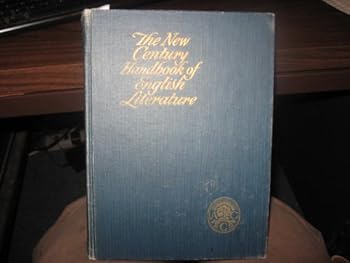 The New
Century
Handbook of
English
Literature